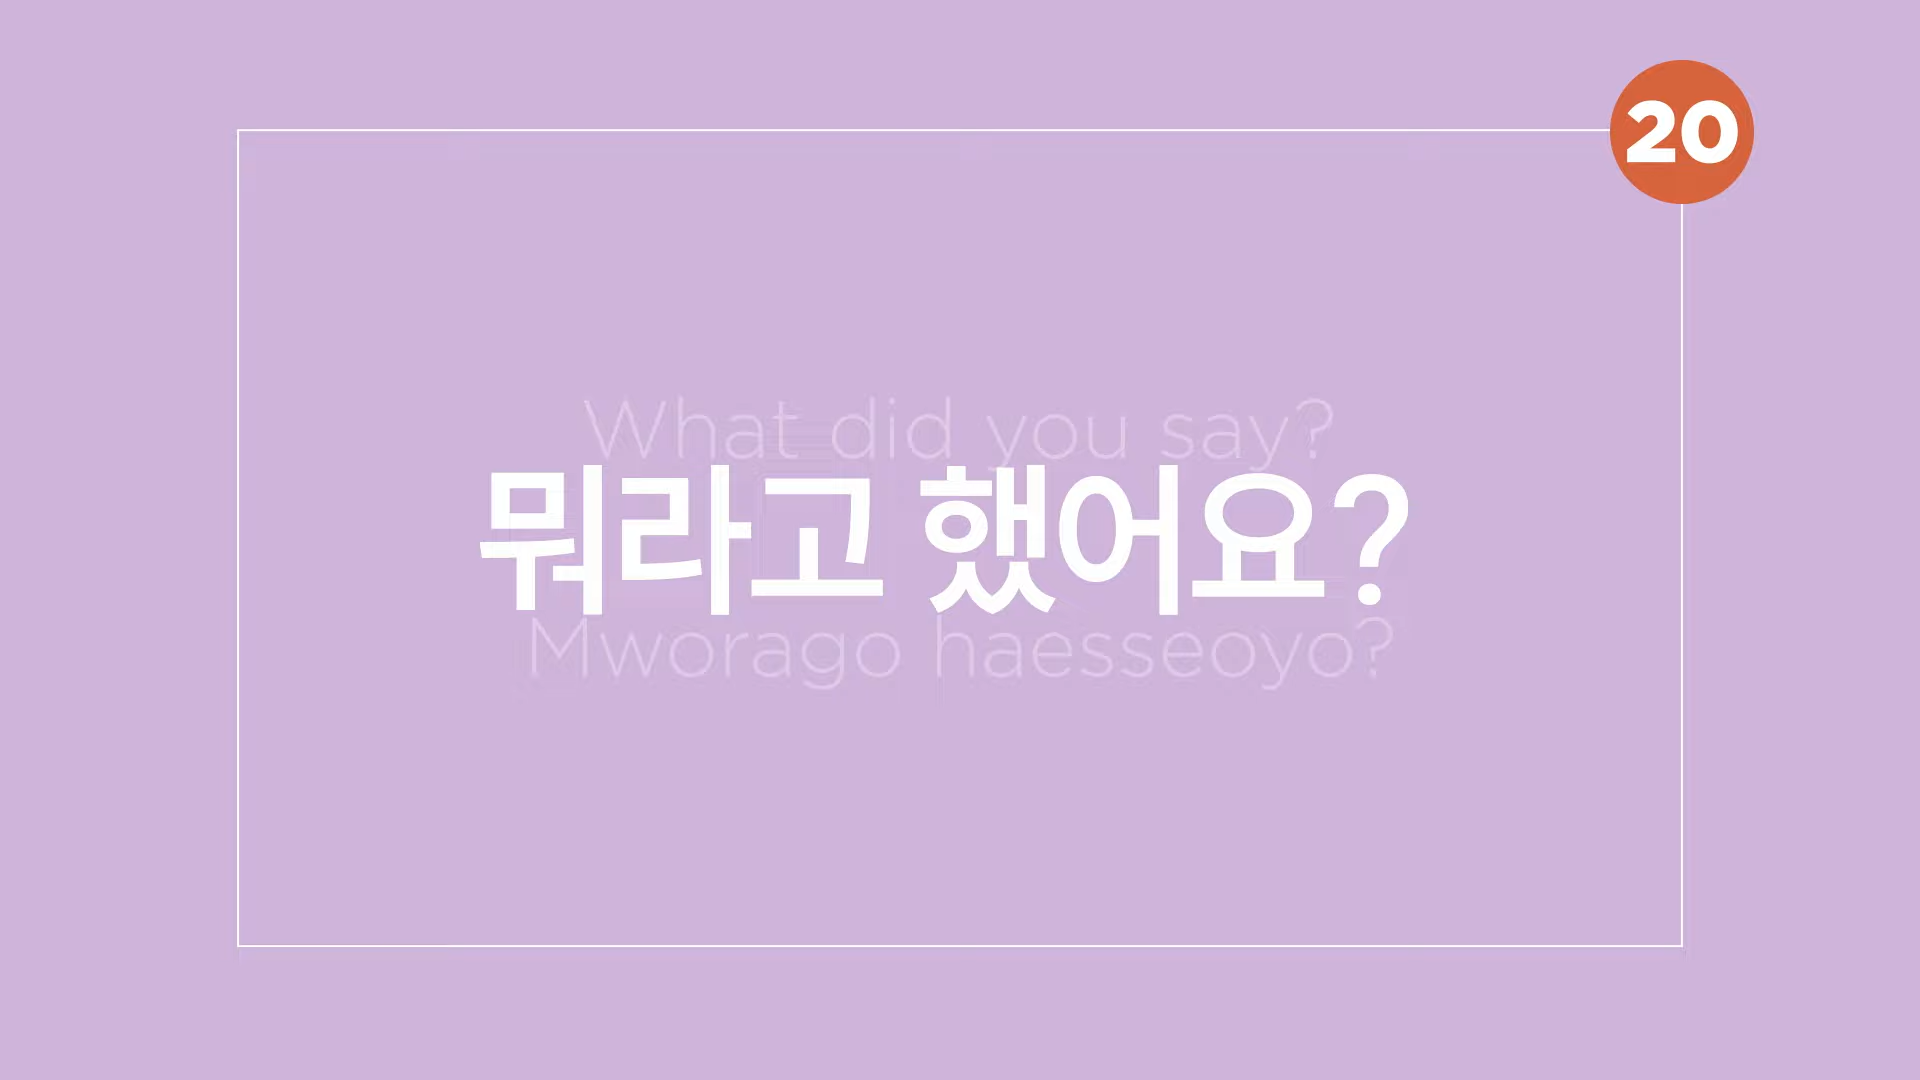 20
What did you say?
뭐라고 했어요?
Mworago haesseoyo?